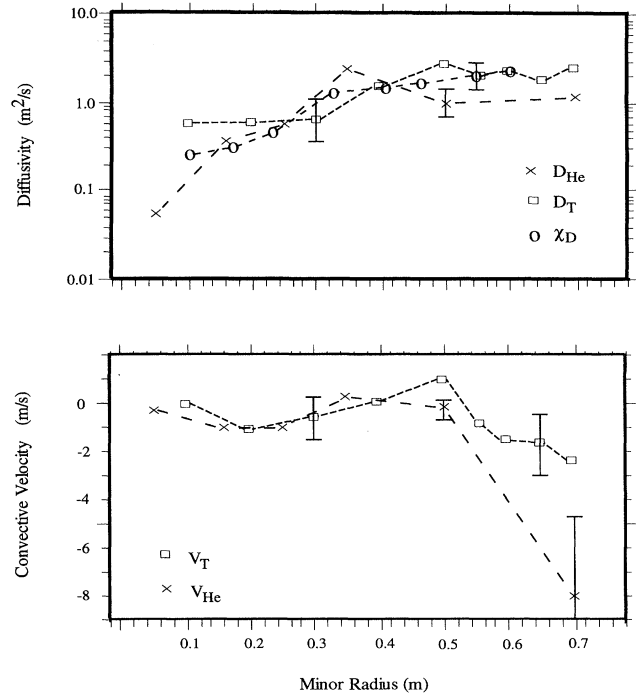 10.0
1.0
0.1
0.01
Diffusivity (m²/s)
D_He
D_T
χ_D
0
-2
-4
-6
-8
Convective Velocity (m/s)
V_T
V_He
0.1 0.2 0.3 0.4 0.5 0.6 0.7
Minor Radius (m)